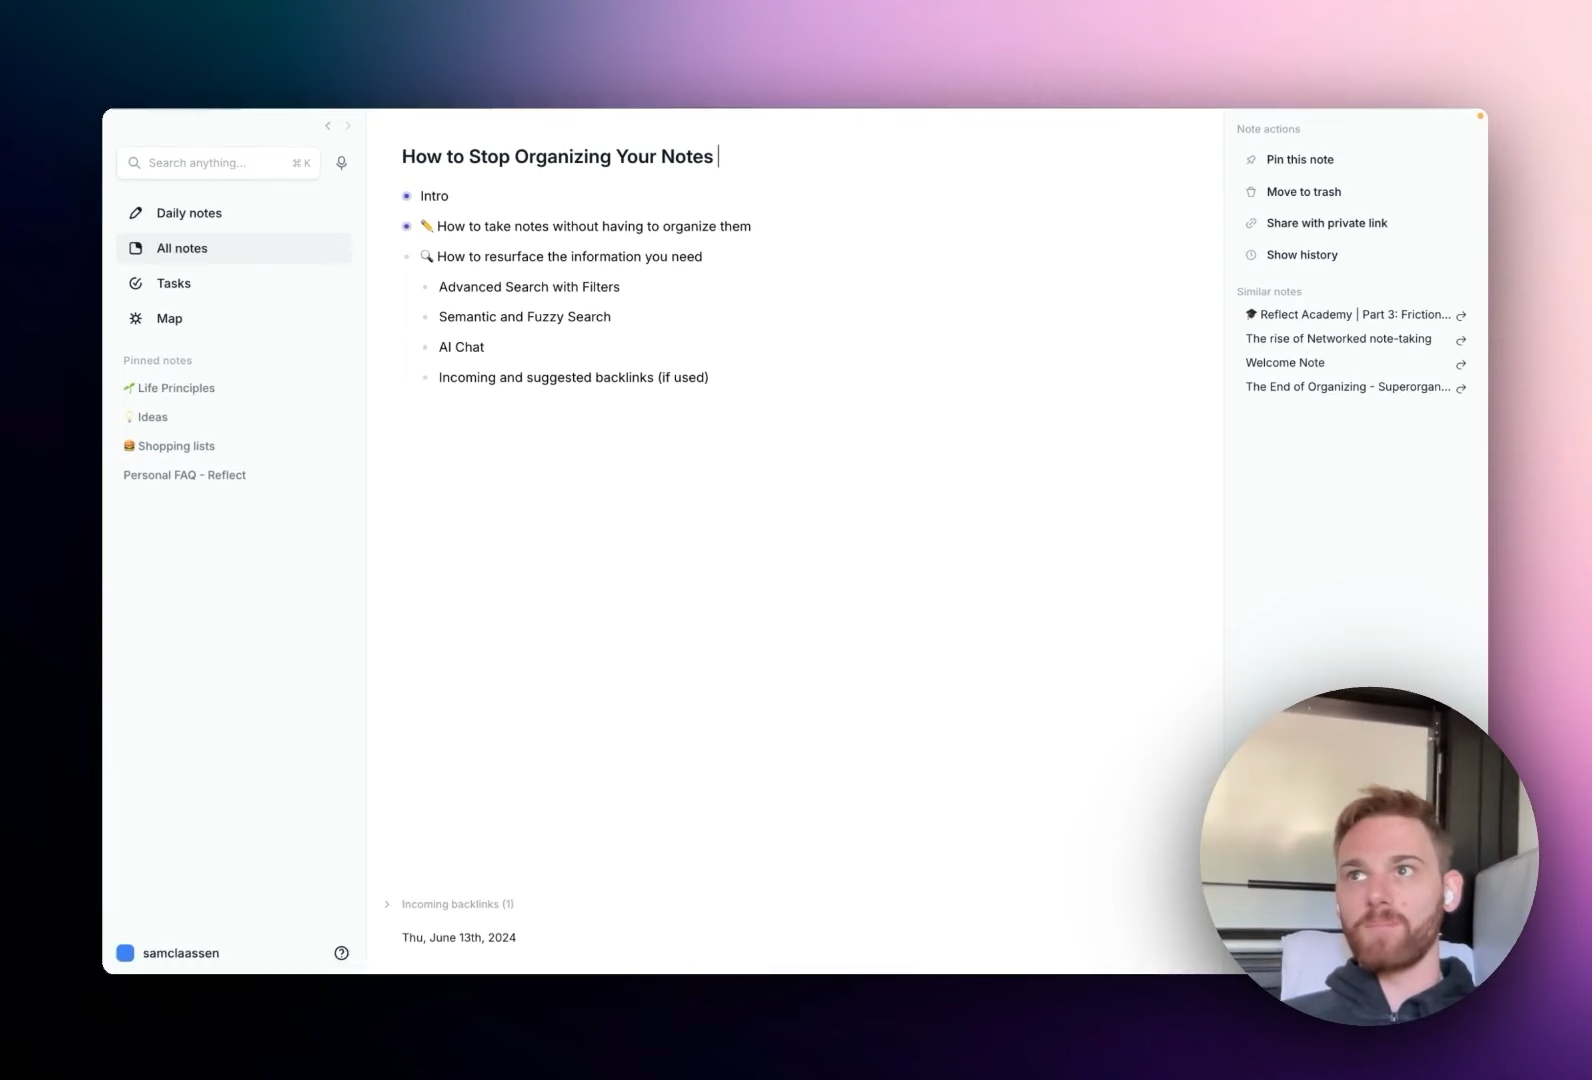 Search anything...
⌘ K
Daily notes
All notes
Tasks
Map
Pinned notes
🌱 Life Principles
💡 Ideas
🍔 Shopping lists
Personal FAQ - Reflect
samclaassen
How to Stop Organizing Your Notes
Intro
✏️ How to take notes without having to organize them
🔍 How to resurface the information you need
Advanced Search with Filters
Semantic and Fuzzy Search
AI Chat
Incoming and suggested backlinks (if used)
Incoming backlinks (1)
Thu, June 13th, 2024
Note actions
Pin this note
Move to trash
Share with private link
Show history
Similar notes
🎓 Reflect Academy | Part 3: Friction...
The rise of Networked note-taking
Welcome Note
The End of Organizing - Superorgan...